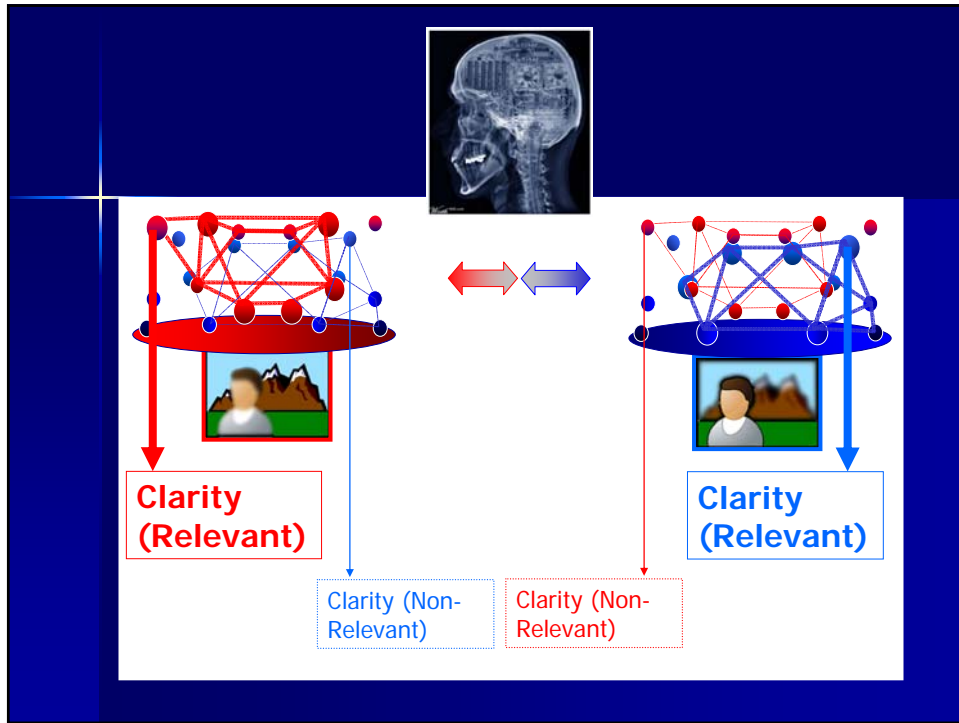 Clarity
(Relevant)
Clarity
(Relevant)
Clarity (Non-
Relevant)
Clarity (Non-
Relevant)